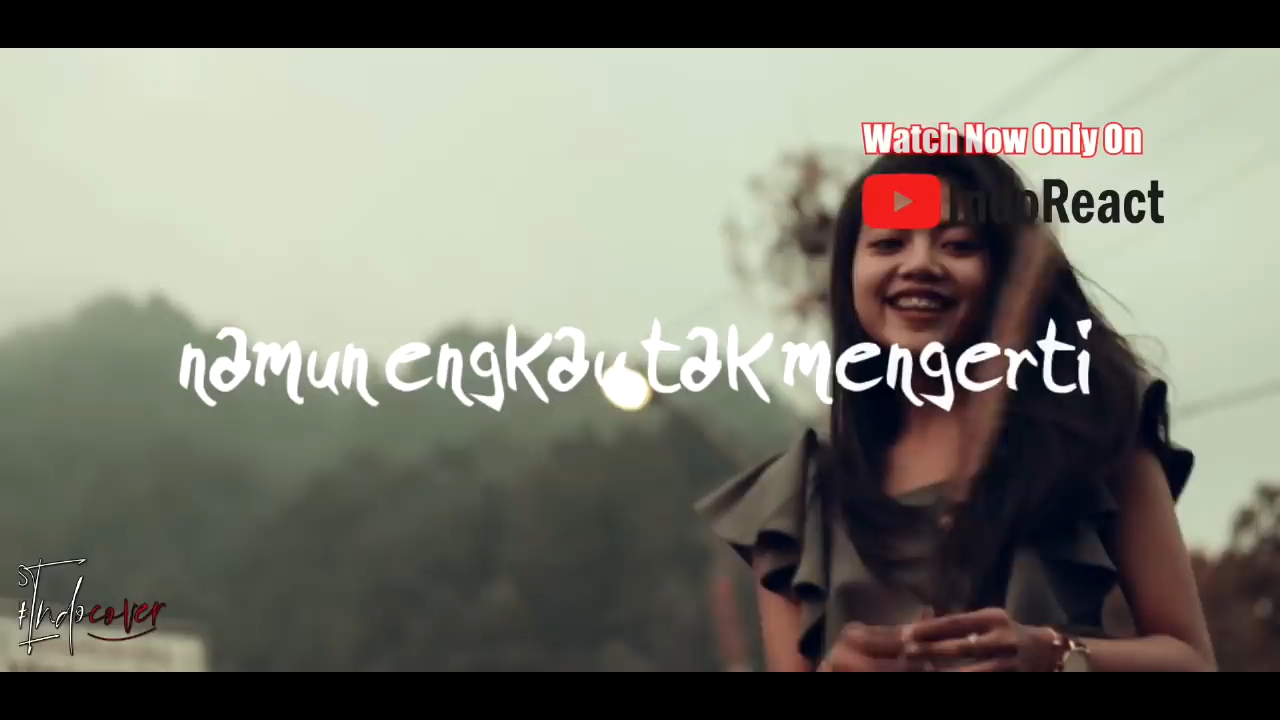 Watch Now Only On
IndoReact
namun engkau tak mengerti
Indocover